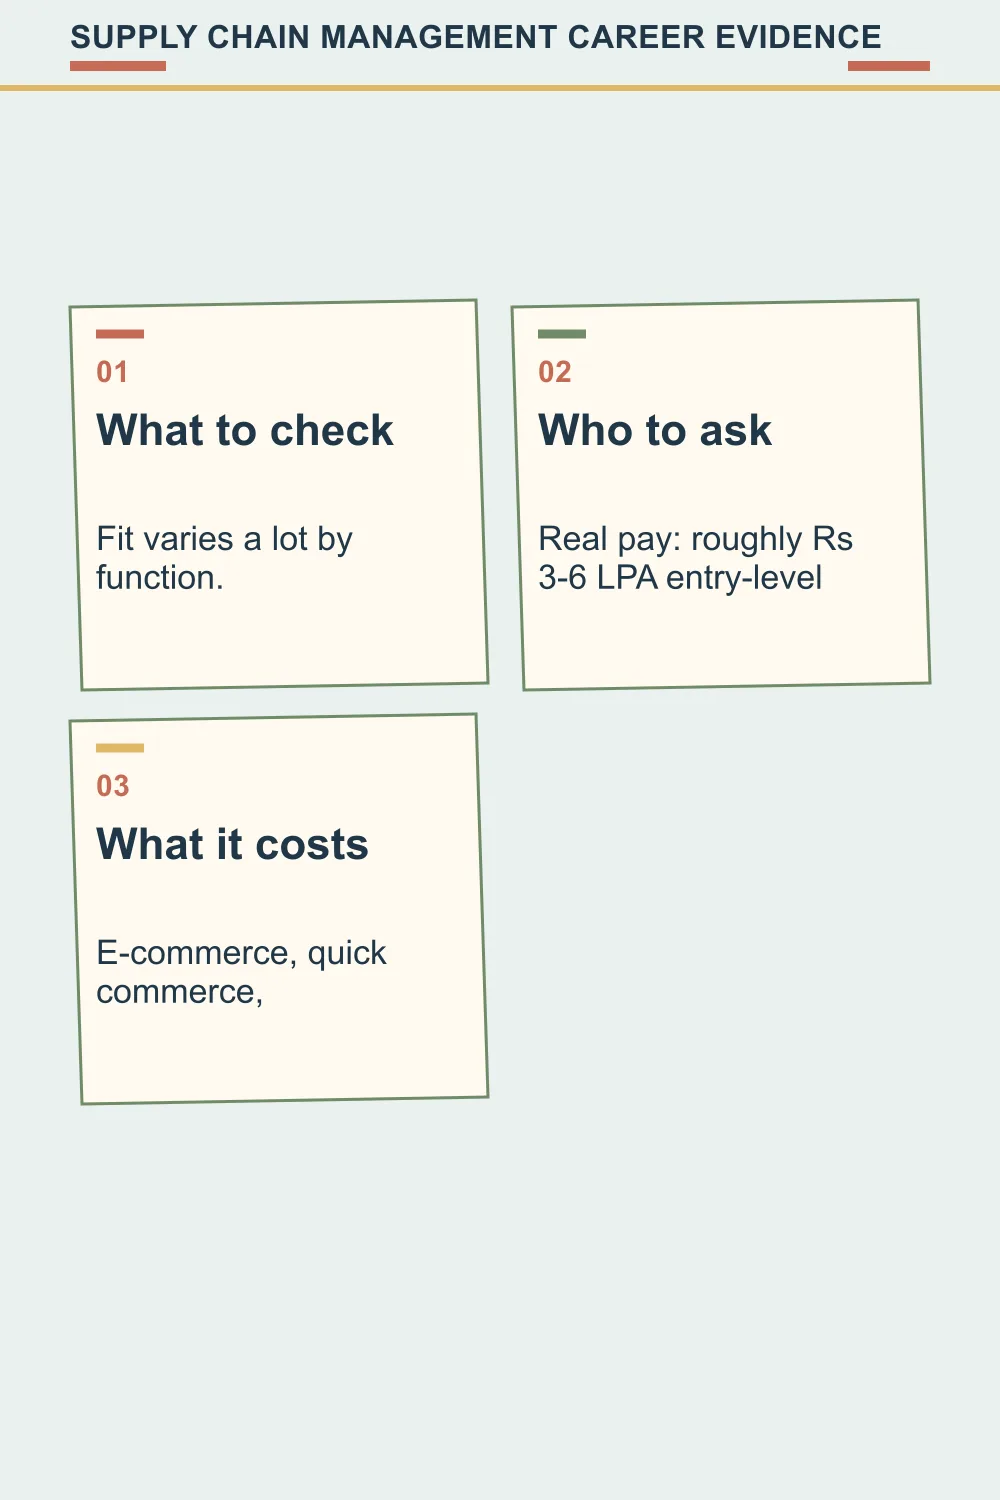 SUPPLY CHAIN MANAGEMENT CAREER EVIDENCE
01
What to check
Fit varies a lot by
function.
02
Who to ask
Real pay: roughly Rs
3-6 LPA entry-level
03
What it costs
E-commerce, quick
commerce,